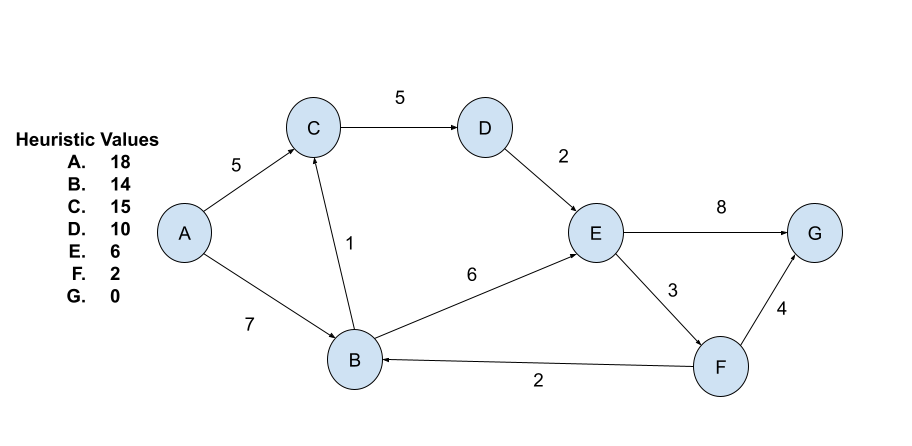 Heuristic Values
A. 18
B. 14
C. 15
D. 10
E. 6
F. 2
G. 0
5
C
D
5
2
A
E
8
G
1
6
3
4
7
B
F
2